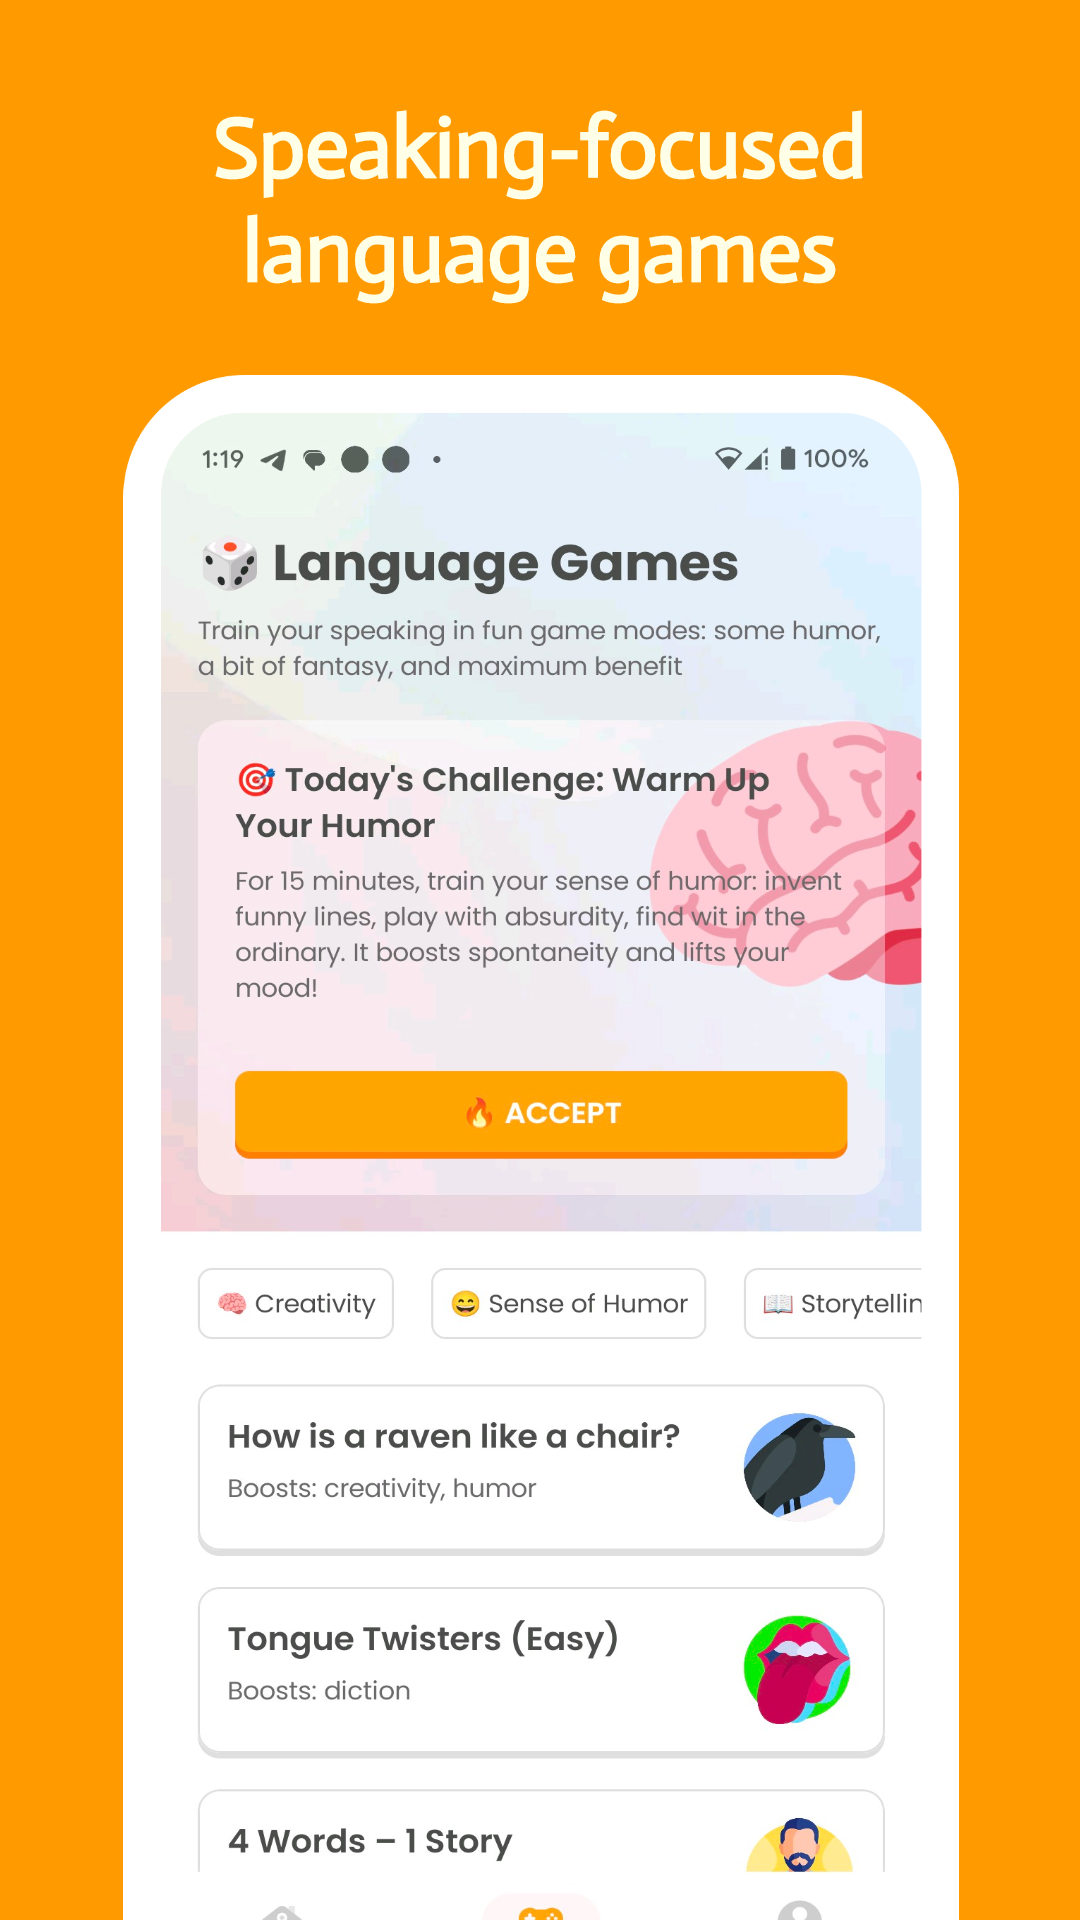 Speaking-focused
language games
1:19
100%
🎲 Language Games
Train your speaking in fun game modes: some humor,
a bit of fantasy, and maximum benefit
🎯 Today's Challenge: Warm Up
Your Humor
For 15 minutes, train your sense of humor: invent
funny lines, play with absurdity, find wit in the
ordinary. It boosts spontaneity and lifts your
mood!
🔥 ACCEPT
🧠 Creativity
😄 Sense of Humor
📖 Storytellin
How is a raven like a chair?
Boosts: creativity, humor
Tongue Twisters (Easy)
Boosts: diction
4 Words – 1 Story